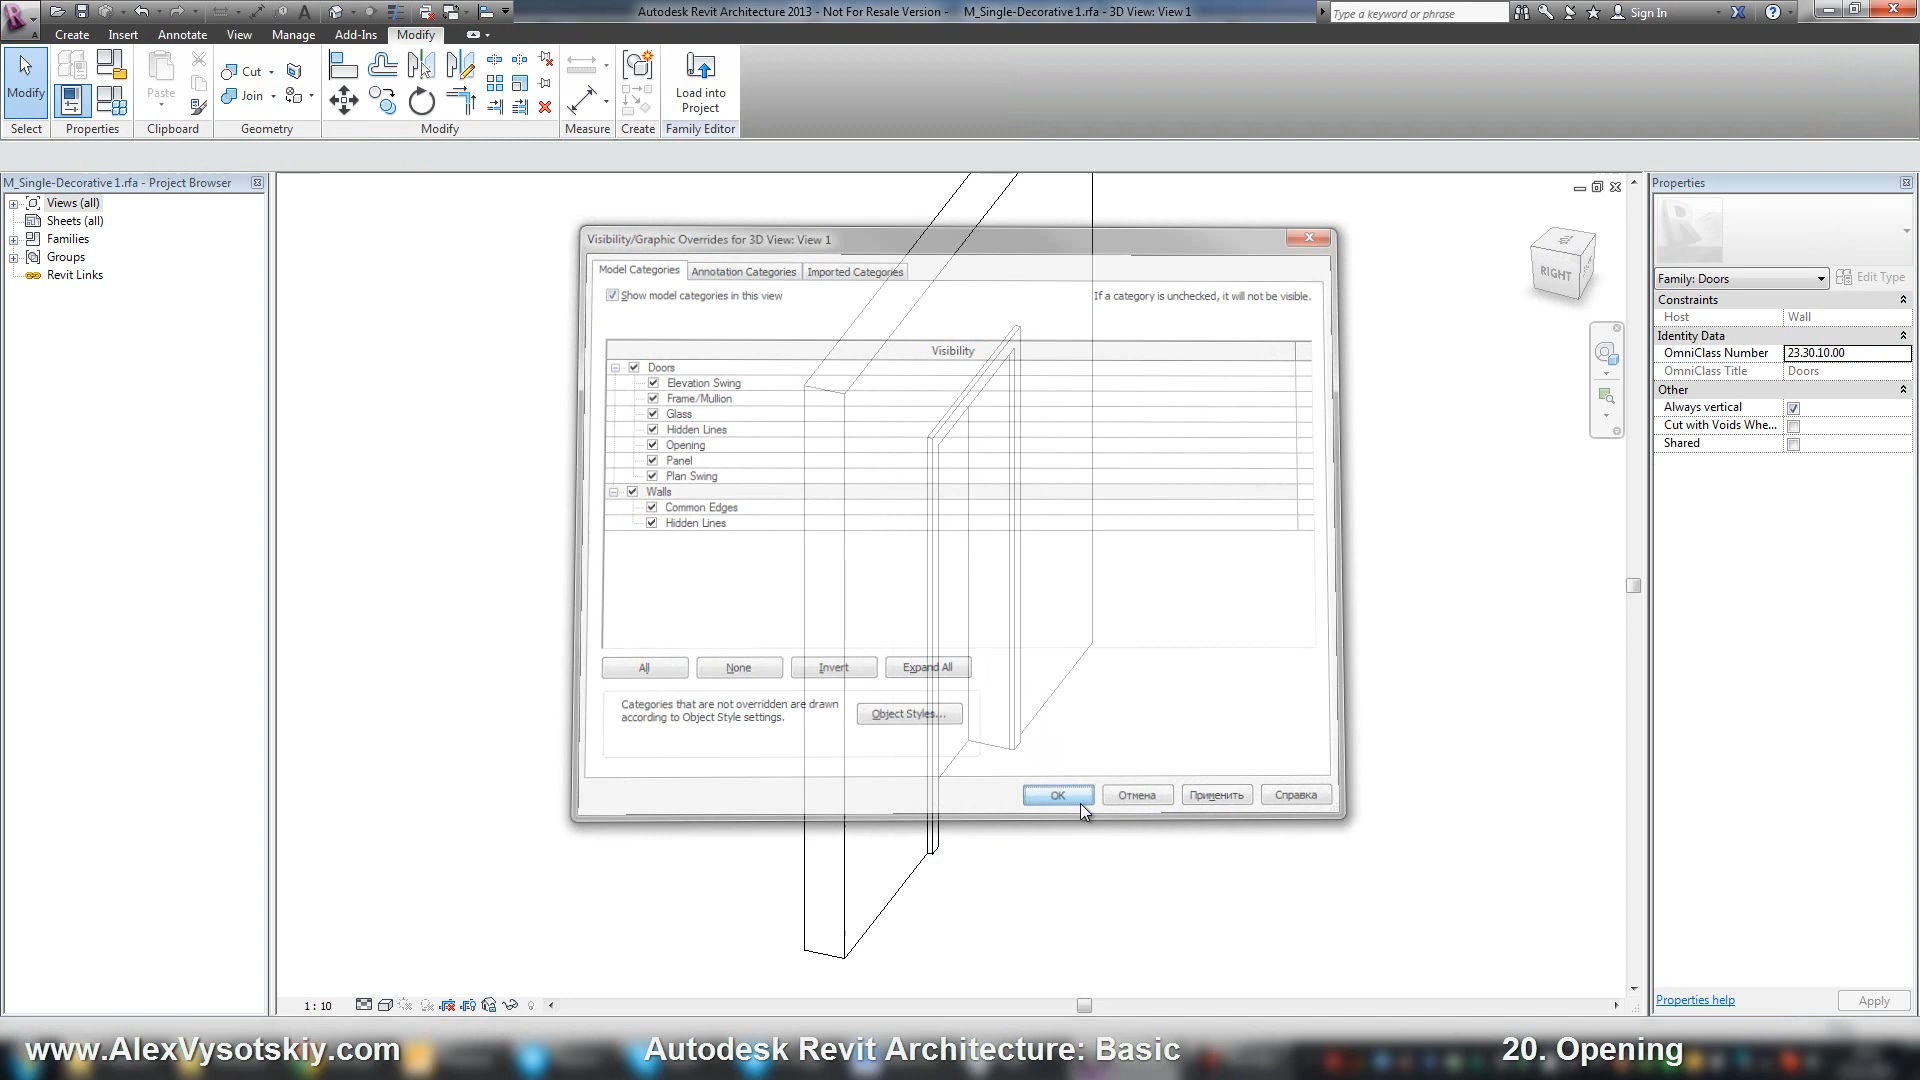 Autodesk Revit Architecture 2013 - Not For Resale Version - M_Single-Decorative 1.rfa - 3D View: View 1
Type a keyword or phrase
Sign In
Create Insert Annotate View Manage Add-Ins Modify
Modify
Paste
Cut
Join
Load into
Project
Select Properties Clipboard Geometry Modify Measure Create Family Editor
M_Single-Decorative 1.rfa - Project Browser
Views (all)
Sheets (all)
Families
Groups
Revit Links
Visibility/Graphic Overrides for 3D View: View 1
Model Categories Annotation Categories Imported Categories
Show model categories in this view
If a category is unchecked, it will not be visible.
Visibility
Doors
Elevation Swing
Frame/Mullion
Glass
Hidden Lines
Opening
Panel
Plan Swing
Walls
Common Edges
Hidden Lines
All None Invert Expand All
Categories that are not overridden are drawn
according to Object Style settings.
Object Styles...
OK Отмена Применить Справка
RIGHT
Properties
Family: Doors
Edit Type
Constraints
Host Wall
Identity Data
OmniClass Number 23.30.10.00
OmniClass Title Doors
Other
Always vertical
Cut with Voids Whe...
Shared
Properties help
Apply
1 : 10
www.AlexVysotskiy.com
Autodesk Revit Architecture: Basic
20. Opening